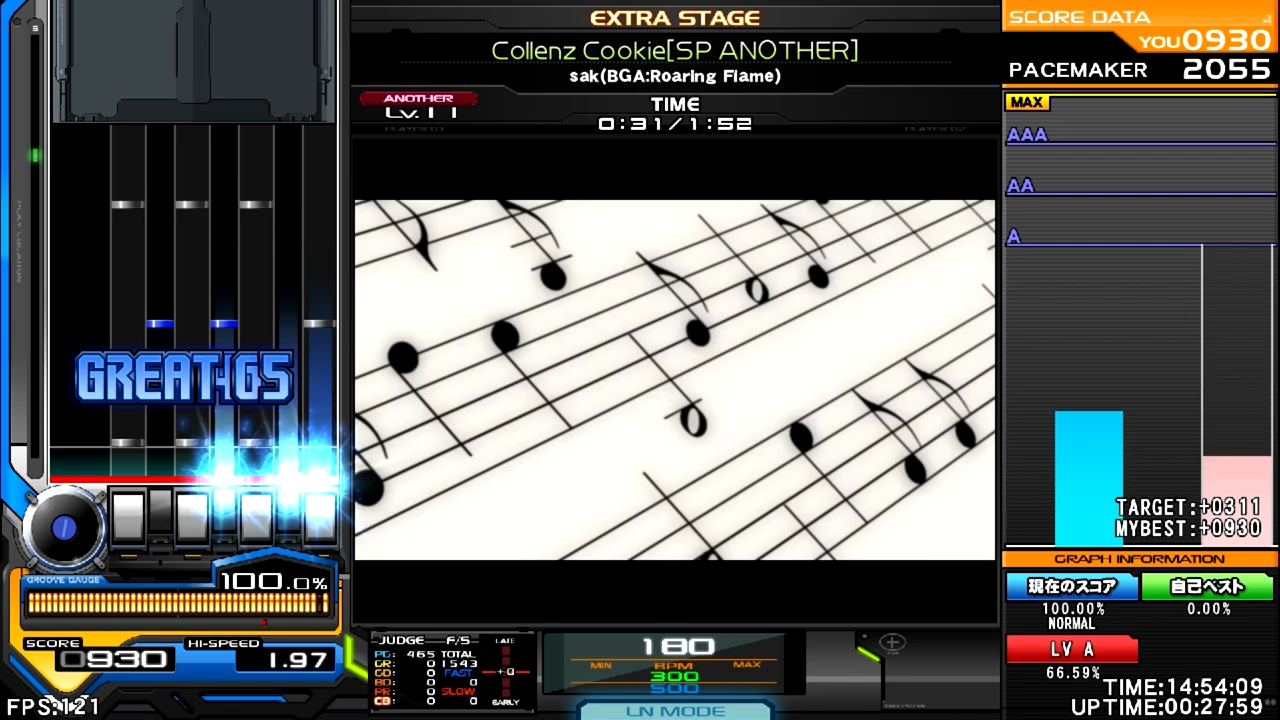 EXTRA STAGE
Collenz Cookie[SP ANOTHER]
sak(BGA:Roaring Flame)
ANOTHER
Lv.11
TIME
0:31/1:52
SCORE DATA
YOU 0930
PACEMAKER 2055
MAX
AAA
AA
A
TARGET:+0311
MYBEST:+0930
GRAPH INFORMATION
現在のスコア 自己ベスト
100.00% 0.00%
NORMAL
LV A
66.59%
TIME:14:54:09
UPTIME:00:27:59
GREAT 465
GROOVE GAUGE
100.0%
SCORE
0930
HI-SPEED
1.97
FPS:121
JUDGE F/S LATE
PG: 465 TOTAL
GR: 0 1543
GD: 0 FAST
BD: 0 0
PR: 0 SLOW
CB: 0 0 EARLY
180
MIN BPM MAX
300
500
LN MODE